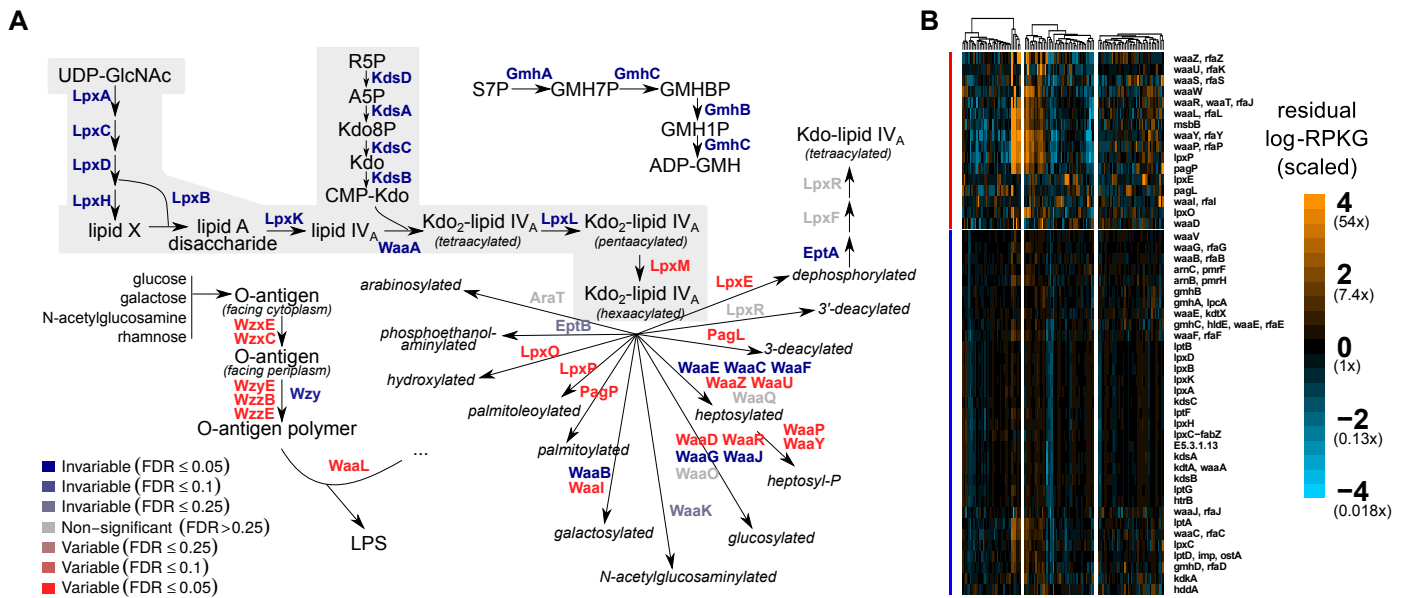 A
UDP-GlcNAc
LpxA
LpxC
LpxD
LpxH
LpxB
lipid X
lipid A
disaccharide
LpxK
lipid IVA
WaaA
R5P
KdsD
A5P
KdsA
Kdo8P
KdsC
Kdo
KdsB
CMP-Kdo
Kdo2-lipid IVA
(tetraacylated)
LpxL
Kdo2-lipid IVA
(pentaacylated)
LpxM
Kdo2-lipid IVA
(hexaacylated)
S7P
GmhA
GMH7P
GmhC
GMHBP
GmhB
GMH1P
GmhC
ADP-GMH
Kdo-lipid IVA
(tetraacylated)
LpxR
LpxF
EptA
dephosphorylated
LpxE
LpxR
3'-deacylated
PagL
3-deacylated
WaaE WaaC WaaF
WaaZ WaaU
WaaQ
heptosylated
WaaP
WaaY
heptosyl-P
WaaD WaaR
WaaG WaaJ
WaaO
glucosylated
WaaK
N-acetylglucosaminylated
WaaB
WaaI
galactosylated
PagP
palmitoylated
LpxP
palmitoleoylated
LpxO
hydroxylated
EptB
phosphoethanol-
aminylated
AraT
arabinosylated
glucose
galactose
N-acetylglucosamine
rhamnose
O-antigen
(facing cytoplasm)
WzxE
WzxC
O-antigen
(facing periplasm)
WzyE
WzzB
WzzE
Wzy
O-antigen polymer
WaaL
...
LPS
Invariable (FDR ≤ 0.05)
Invariable (FDR ≤ 0.1)
Invariable (FDR ≤ 0.25)
Non−significant (FDR > 0.25)
Variable (FDR ≤ 0.25)
Variable (FDR ≤ 0.1)
Variable (FDR ≤ 0.05)
B
waaZ, rfaZ
waaU, rfaK
waaS, rfaS
waaW
waaR, waaT, rfaJ
waaL, rfaL
msbB
waaY, rfaY
waaP, rfaP
lpxP
pagP
lpxE
pagL
waaI, rfaI
lpxO
waaD
waaV
waaG, rfaG
waaB, rfaB
arnC, pmrF
arnB, pmrH
gmhB
gmhA, lpcA
waaE, kdtX
gmhC, hldE, waaE, rfaE
waaF, rfaF
lptB
lpxD
lpxB
lpxK
lpxA
kdsC
lptF
lpxH
lpxC−fabZ
E5.3.1.13
kdsA
kdtA, waaA
kdsB
lptG
htrB
waaJ, rfaJ
lptA
waaC, rfaC
lpxC
lptD, imp, ostA
gmhD, rfaD
kdkA
hddA
residual
log-RPKG
(scaled)
4
(54x)
2
(7.4x)
0
(1x)
−2
(0.13x)
−4
(0.018x)